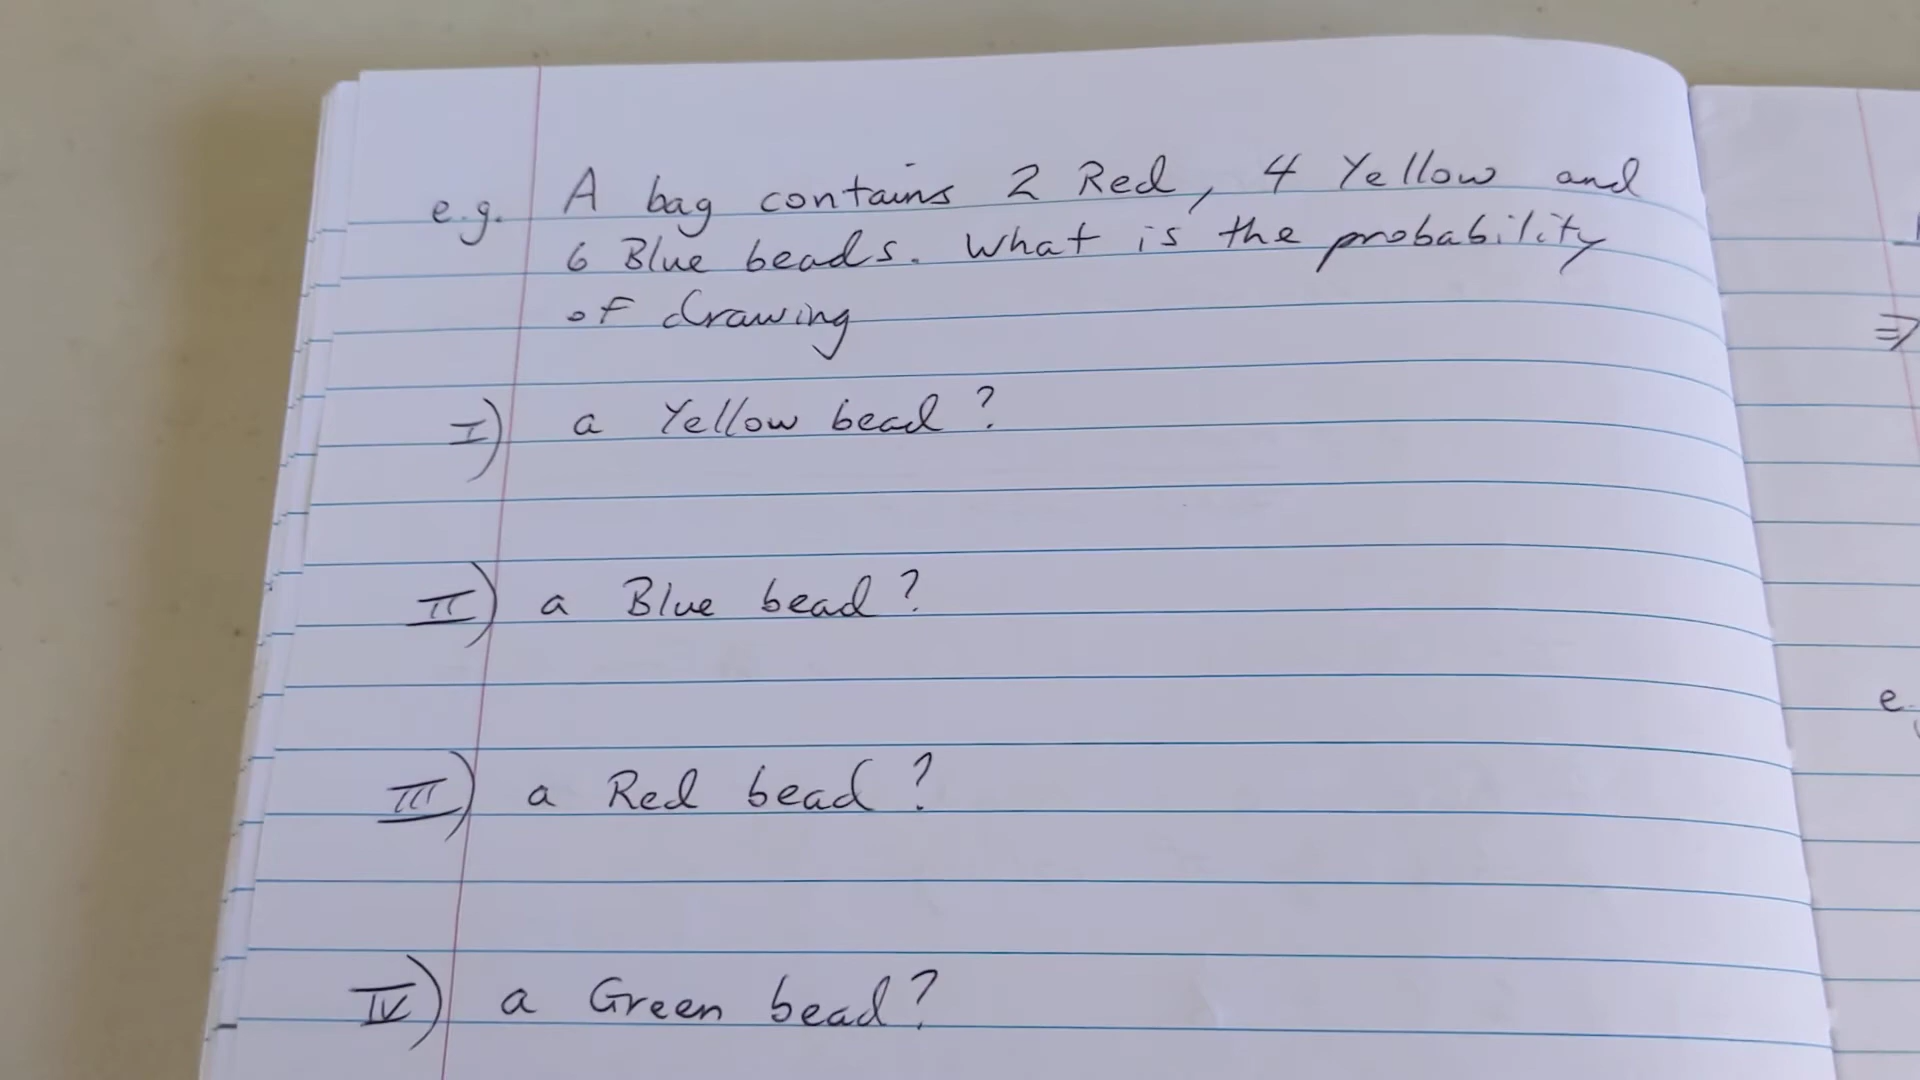 e.g. A bag contains 2 Red, 4 Yellow and
6 Blue beads. What is the probability
of drawing
I) a Yellow bead?
II) a Blue bead?
III) a Red bead?
IV) a Green bead?
⇒
e.